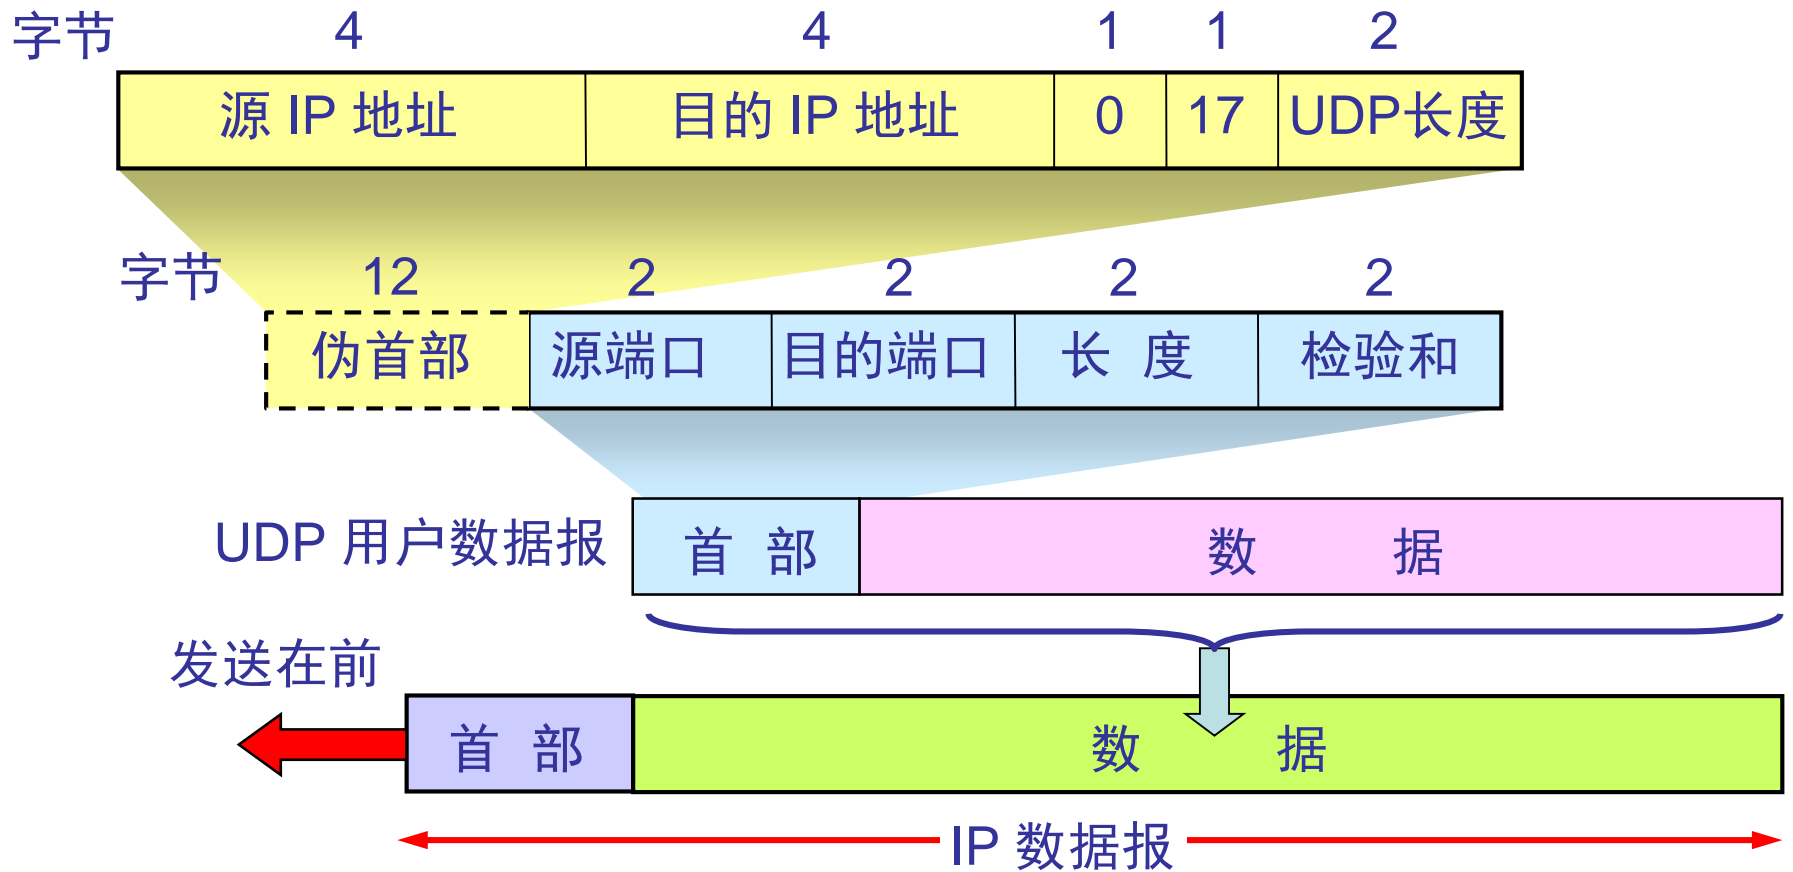 字节 4 4 1 1 2
源 IP 地址 目的 IP 地址 0 17 UDP长度
字节 12 2 2 2 2
伪首部 源端口 目的端口 长 度 检验和
UDP 用户数据报 首 部 数 据
发送在前
首 部 数 据
IP 数据报